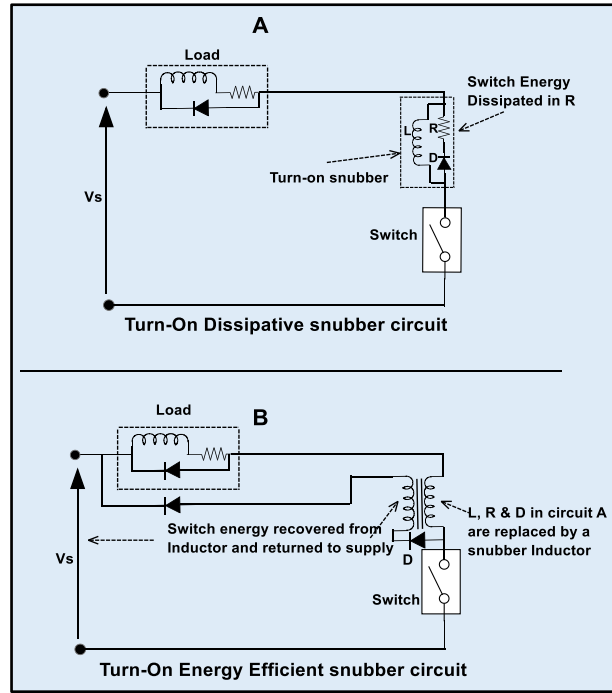 A
Load
Switch Energy
Dissipated in R
L
R
D
Turn-on snubber
Vs
Switch
Turn-On Dissipative snubber circuit
B
Load
Switch energy recovered from
Inductor and returned to supply
L, R & D in circuit A
are replaced by a
snubber Inductor
D
Vs
Switch
Turn-On Energy Efficient snubber circuit